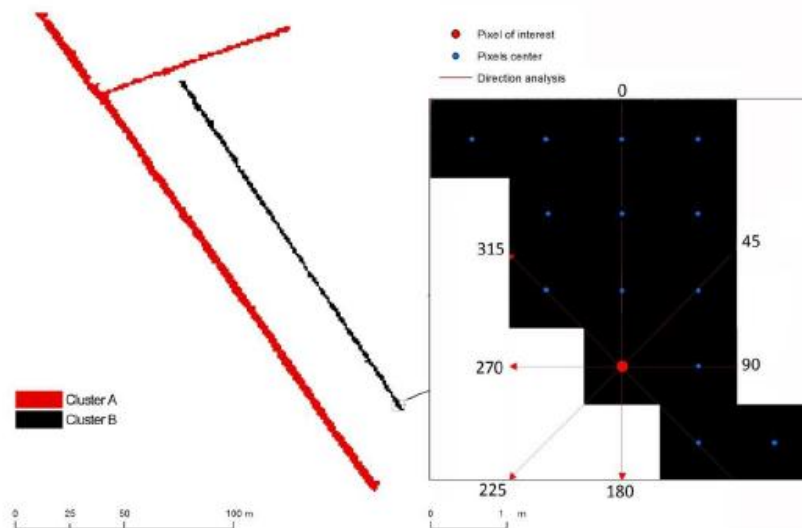 Pixel of interest
Pixels center
Direction analysis
0
315
45
270
90
225
180
Cluster A
Cluster B
0 25 50 100 m
0 1 m